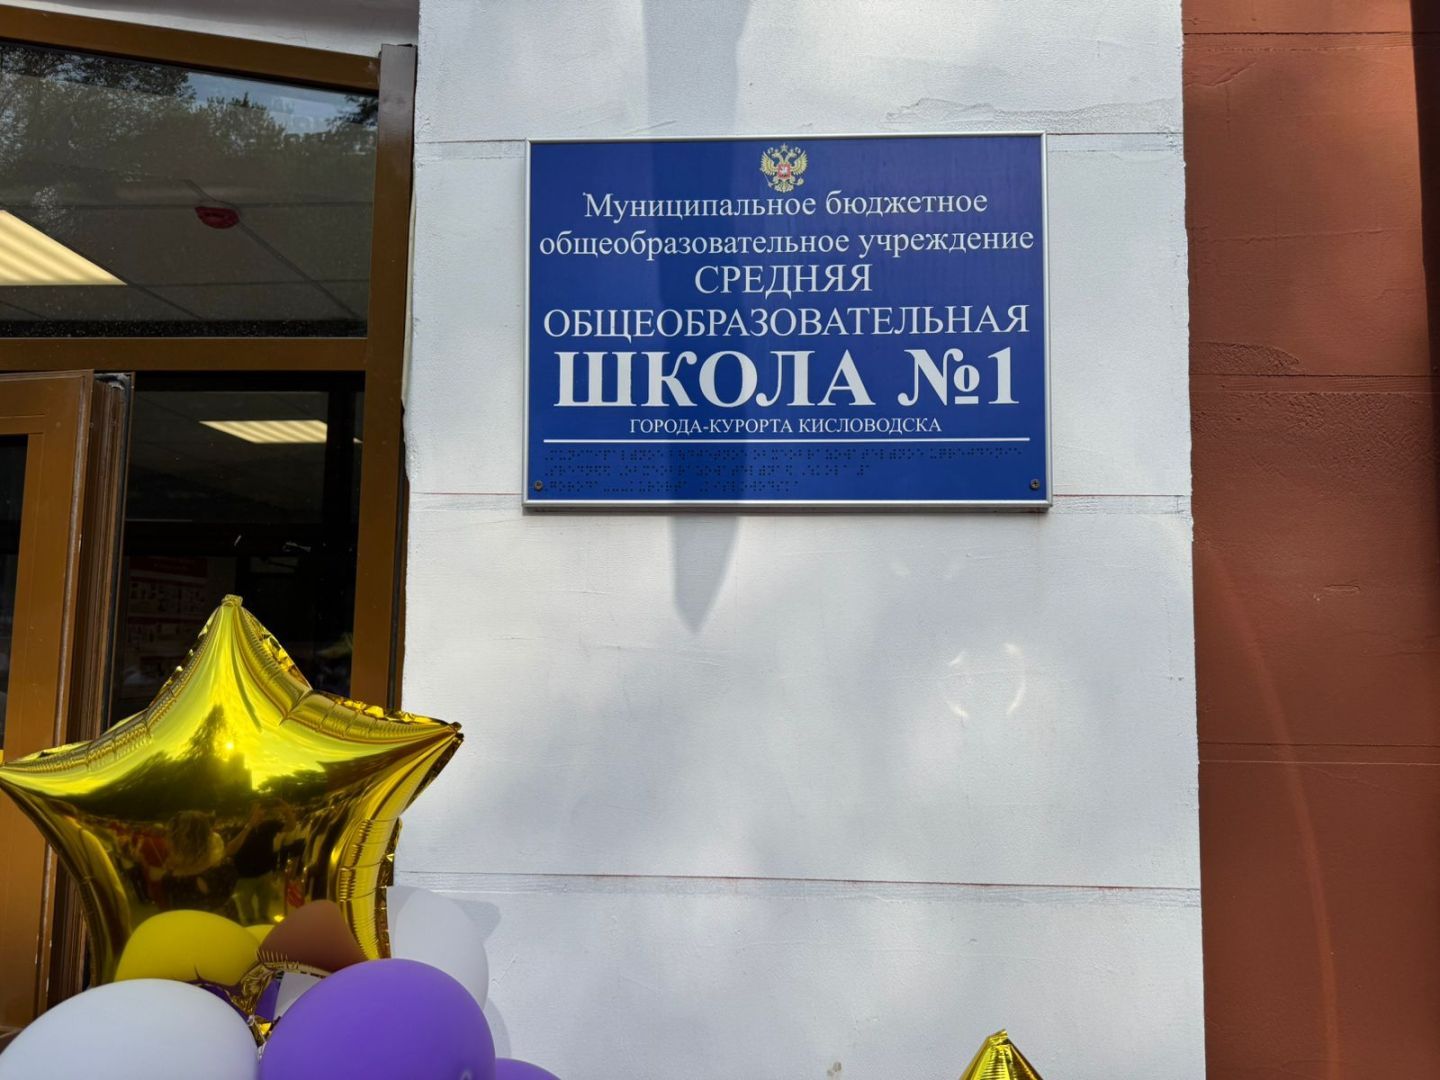 Муниципальное бюджетное
общеобразовательное учреждение
СРЕДНЯЯ
ОБЩЕОБРАЗОВАТЕЛЬНАЯ
ШКОЛА №1
ГОРОДА-КУРОРТА КИСЛОВОДСКА